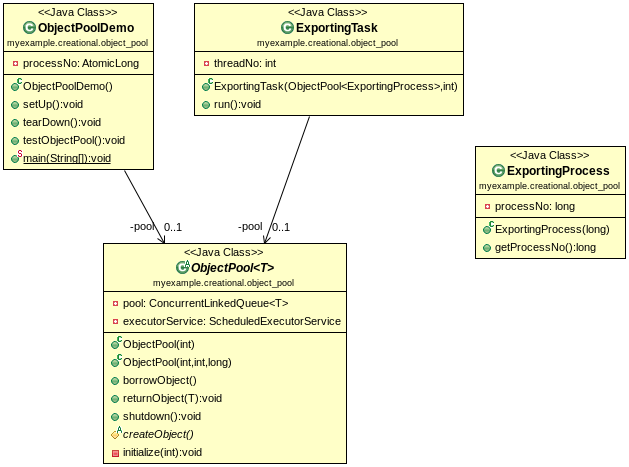 <<Java Class>>
ObjectPoolDemo
myexample.creational.object_pool
processNo: AtomicLong
ObjectPoolDemo()
setUp():void
tearDown():void
testObjectPool():void
main(String[]):void
<<Java Class>>
ExportingTask
myexample.creational.object_pool
threadNo: int
ExportingTask(ObjectPool<ExportingProcess>,int)
run():void
<<Java Class>>
ExportingProcess
myexample.creational.object_pool
processNo: long
ExportingProcess(long)
getProcessNo():long
-pool 0..1
-pool 0..1
<<Java Class>>
ObjectPool<T>
myexample.creational.object_pool
pool: ConcurrentLinkedQueue<T>
executorService: ScheduledExecutorService
ObjectPool(int)
ObjectPool(int,int,long)
borrowObject()
returnObject(T):void
shutdown():void
createObject()
initialize(int):void